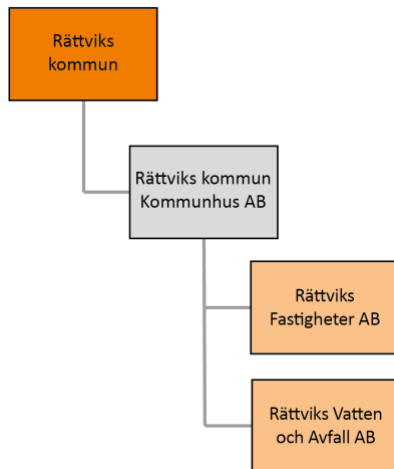 Rättviks
kommun
Rättviks kommun
Kommunhus AB
Rättviks
Fastigheter AB
Rättviks Vatten
och Avfall AB